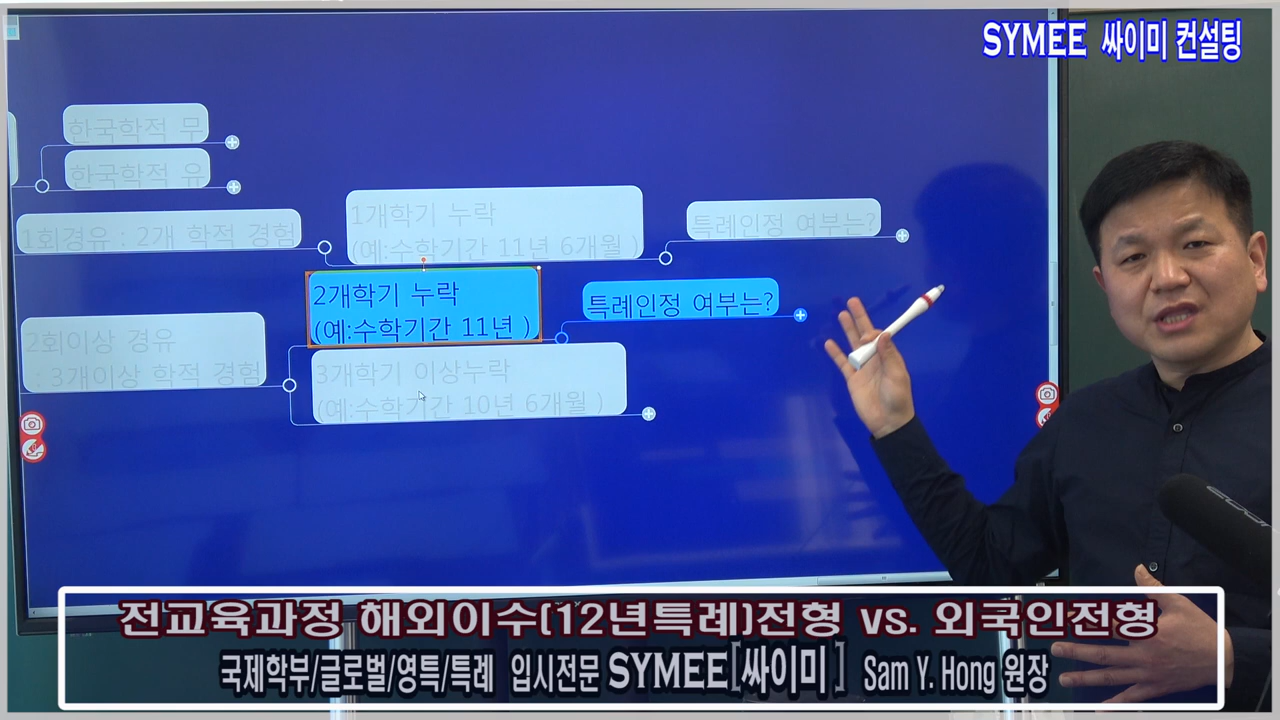 SYMEE 싸이미 컨설팅
한국학적 무
한국학적 유
1회경유 : 2개 학적 경험
1개학기 누락
(예:수학기간 11년 6개월 )
특례인정 여부는?
2개학기 누락
(예:수학기간 11년 )
특례인정 여부는?
2회이상 경유
: 3개이상 학적 경험
3개학기 이상누락
(예:수학기간 10년 6개월 )
전교육과정 해외이수(12년특례)전형 vs. 외국인전형
국제학부/글로벌/영특/특례 입시전문 SYMEE[싸이미] Sam Y. Hong 원장